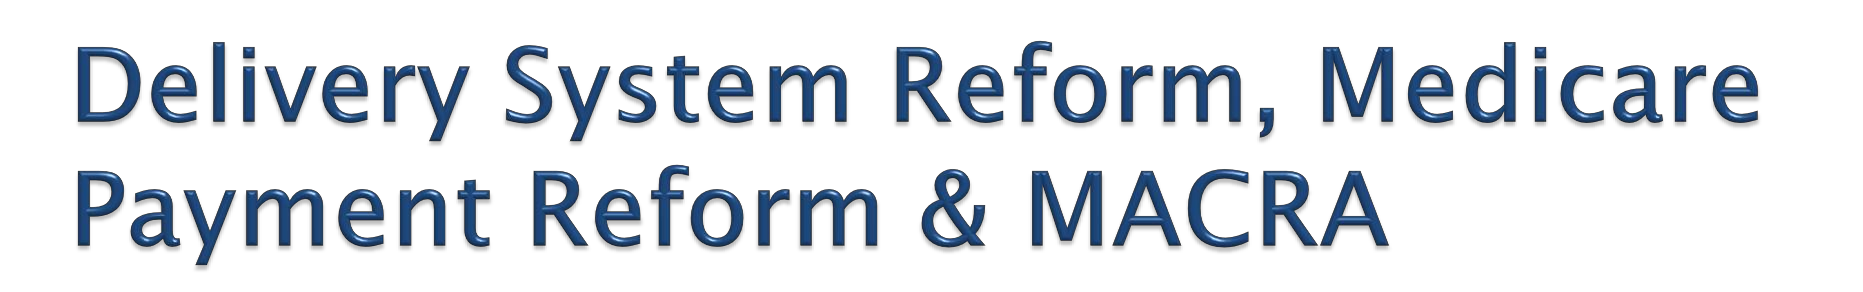 Delivery System Reform, Medicare
Payment Reform & MACRA